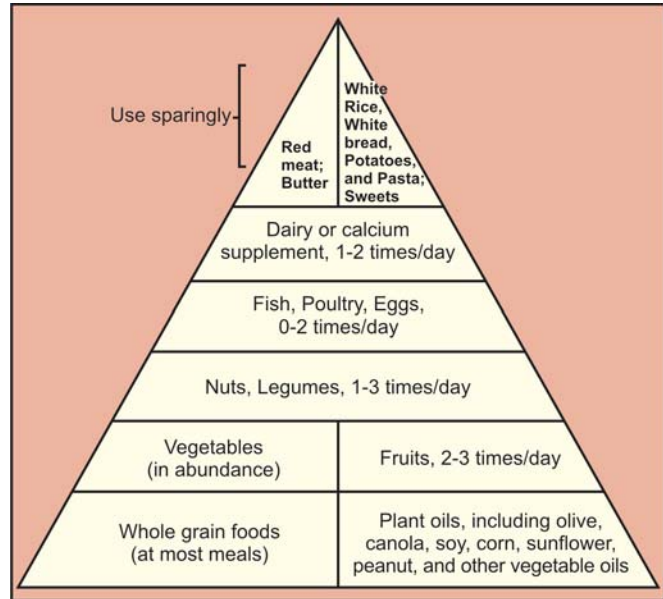 Use sparingly
Red
meat;
Butter
White
Rice,
White
bread,
Potatoes,
and Pasta;
Sweets
Dairy or calcium
supplement, 1-2 times/day
Fish, Poultry, Eggs,
0-2 times/day
Nuts, Legumes, 1-3 times/day
Vegetables
(in abundance)
Fruits, 2-3 times/day
Whole grain foods
(at most meals)
Plant oils, including olive,
canola, soy, corn, sunflower,
peanut, and other vegetable oils